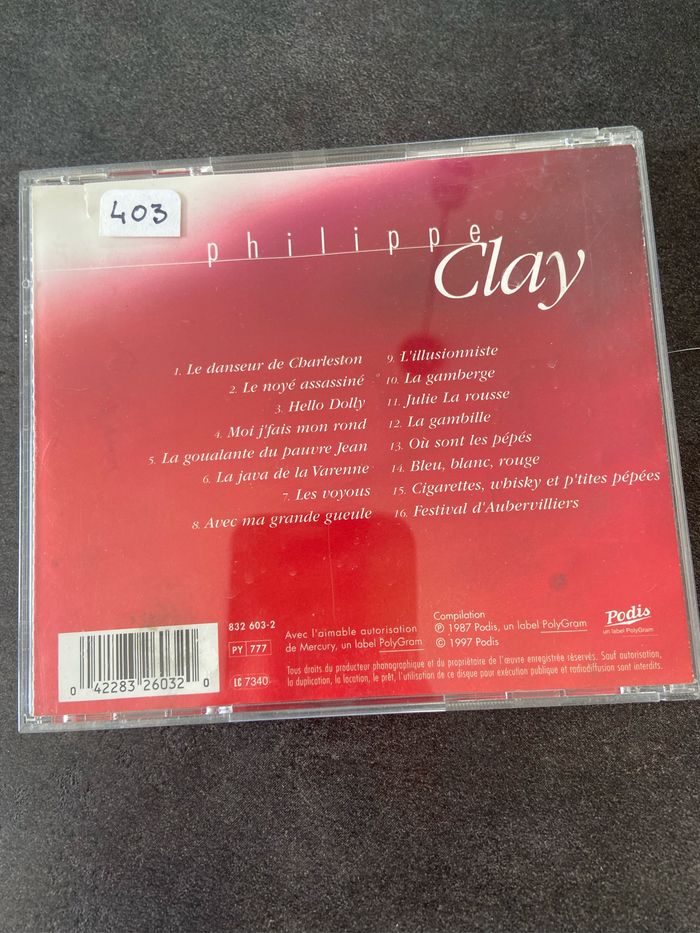 403
philippe
Clay
1. Le danseur de Charleston
2. Le noyé assassiné
3. Hello Dolly
4. Moi j'fais mon rond
5. La goualante du pauvre Jean
6. La java de la Varenne
7. Les voyous
8. Avec ma grande gueule
9. L'illusionniste
10. La gamberge
11. Julie La rousse
12. La gambille
13. Où sont les pépés
14. Bleu, blanc, rouge
15. Cigarettes, whisky et p'tites pépées
16. Festival d'Aubervilliers
832 603-2
PY 777
LC 7340
0 42283 26032 0
Avec l'aimable autorisation
de Mercury, un label PolyGram
Compilation
℗ 1987 Podis, un label PolyGram
© 1997 Podis
Podis
un label PolyGram
Tous droits du producteur phonographique et du propriétaire de l'œuvre enregistrée réservés. Sauf autorisation,
la duplication, la location, le prêt, l'utilisation de ce disque pour exécution publique et radiodiffusion sont interdits.